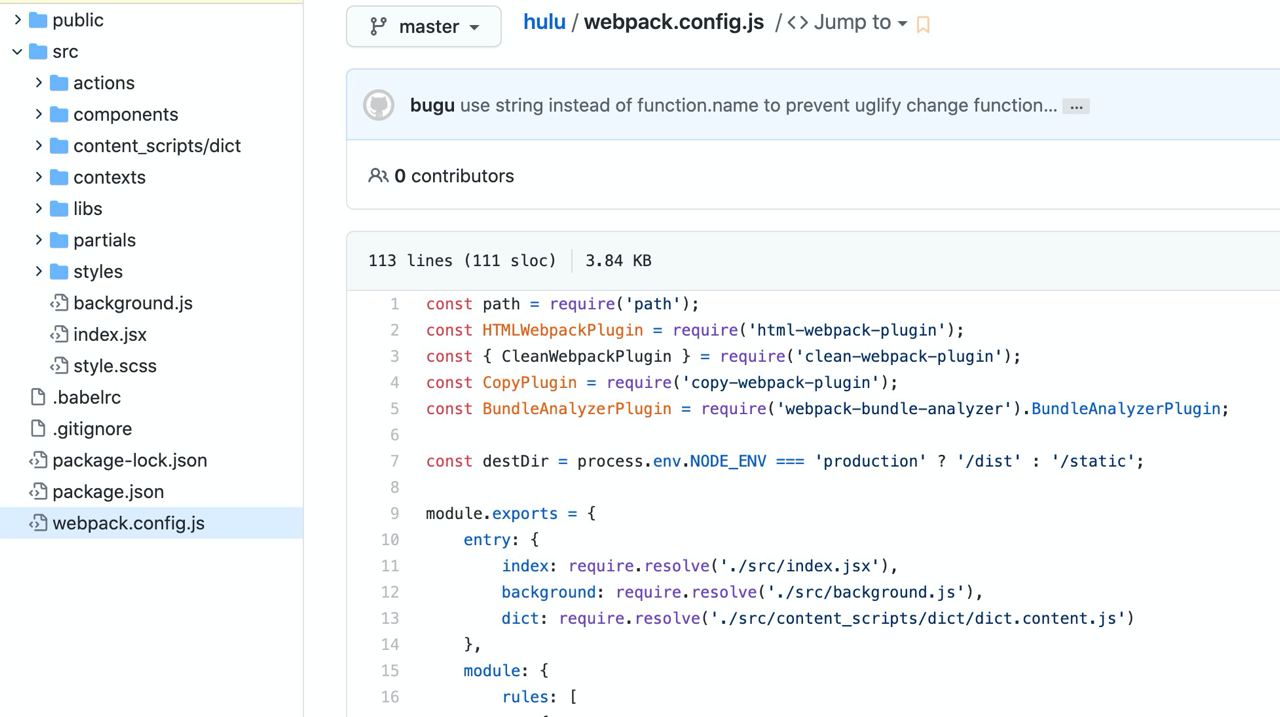 public
src
actions
components
content_scripts/dict
contexts
libs
partials
styles
background.js
index.jsx
style.scss
.babelrc
.gitignore
package-lock.json
package.json
webpack.config.js
master
hulu / webpack.config.js / <> Jump to
bugu use string instead of function.name to prevent uglify change function... ...
0 contributors
113 lines (111 sloc) 3.84 KB
1 const path = require('path');
2 const HTMLWebpackPlugin = require('html-webpack-plugin');
3 const { CleanWebpackPlugin } = require('clean-webpack-plugin');
4 const CopyPlugin = require('copy-webpack-plugin');
5 const BundleAnalyzerPlugin = require('webpack-bundle-analyzer').BundleAnalyzerPlugin;
6
7 const destDir = process.env.NODE_ENV === 'production' ? '/dist' : '/static';
8
9 module.exports = {
10 entry: {
11 index: require.resolve('./src/index.jsx'),
12 background: require.resolve('./src/background.js'),
13 dict: require.resolve('./src/content_scripts/dict/dict.content.js')
14 },
15 module: {
16 rules: [